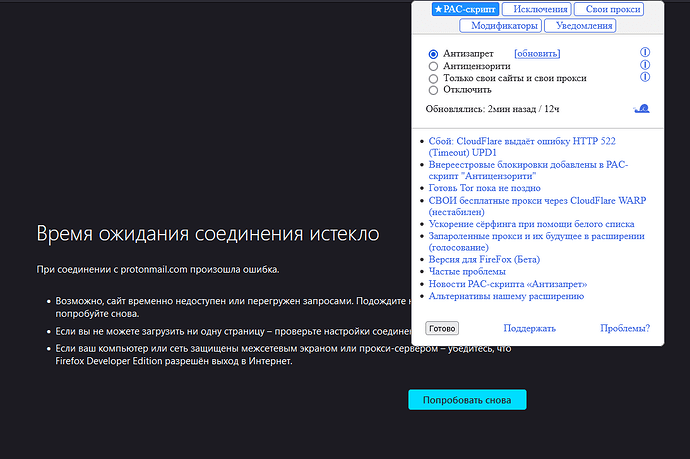 ★PAC-скрипт Исключения Свои прокси
Модификаторы Уведомления
Антизапрет [обновить]
Антицензорити
Только свои сайты и свои прокси
Отключить
Обновлялись: 2мин назад / 12ч
Сбой: CloudFlare выдаёт ошибку HTTP 522
(Timeout) UPD1
Внереестровые блокировки добавлены в PAC-
скрипт "Антицензорити"
Готовь Tor пока не поздно
СВОИ бесплатные прокси через CloudFlare WARP
(нестабилен)
Ускорение сёрфинга при помощи белого списка
Запароленные прокси и их будущее в расширении
(голосование)
Версия для FireFox (Бета)
Частые проблемы
Новости PAC-скрипта «Антизапрет»
Альтернативы нашему расширению
Готово Поддержать Проблемы?
Время ожидания соединения истекло
При соединении с protonmail.com произошла ошибка.
Возможно, сайт временно недоступен или перегружен запросами. Подождите
попробуйте снова.
Если вы не можете загрузить ни одну страницу – проверьте настройки
Если ваш компьютер или сеть защищены межсетевым экраном или прокси-сервером – убедитесь, что
Firefox Developer Edition разрешён выход в Интернет.
Попробовать снова